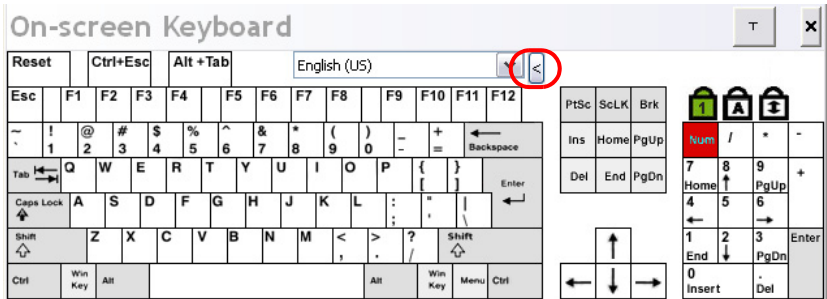 On-screen Keyboard T ×
Reset Ctrl+Esc Alt +Tab English (US) <
Esc F1 F2 F3 F4 F5 F6 F7 F8 F9 F10 F11 F12 PtSc ScLK Brk 1 A
~ ! @ # $ % ^ & * ( ) _ +
` 1 2 3 4 5 6 7 8 9 0 - = Backspace Ins Home PgUp Num / * -
Tab Q W E R T Y U I O P { } 7 8 9 +
[ ] Enter Del End PgDn Home PgUp
Caps Lock A S D F G H J K L : " | 4 5 6
; ' \
Shift Z X C V B N M < > ? Shift 1 2 3 Enter
, . / End PgDn
Ctrl Win Key Alt Alt Win Key Menu Ctrl 0 .
Insert Del